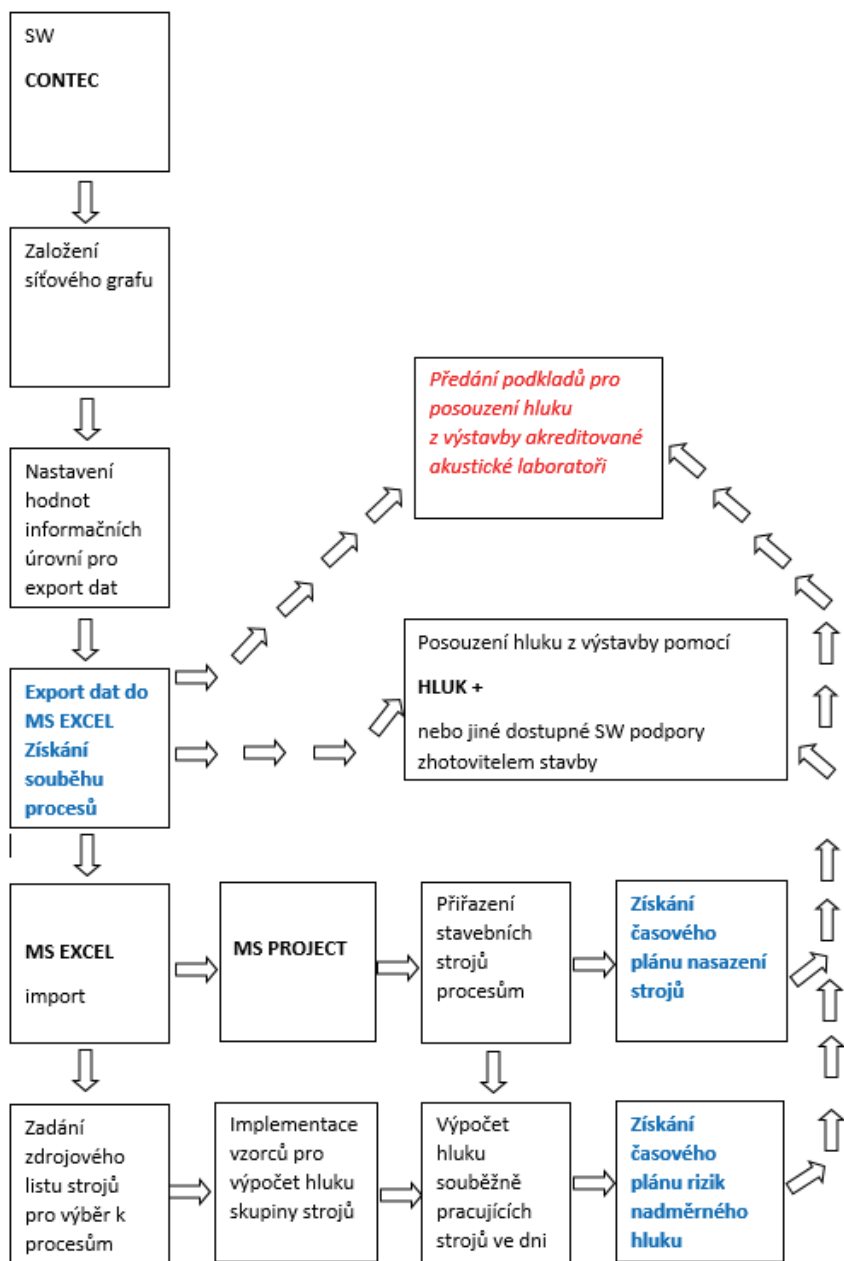 SW
CONTEC
Založení
síťového grafu
Předání podkladů pro
posouzení hluku
z výstavby akreditované
akustické laboratoři
Nastavení
hodnot
informačních
úrovní pro
export dat
Posouzení hluku z výstavby pomocí
HLUK +
nebo jiné dostupné SW podpory
zhotovitelem stavby
Export dat do
MS EXCEL
Získání
souběhu
procesů
MS EXCEL
import
MS PROJECT
Přiřazení
stavebních
strojů
procesům
Získání
časového
plánu nasazení
strojů
Zadání
zdrojového
listu strojů
pro výběr k
procesům
Implementace
vzorců pro
výpočet hluku
skupiny strojů
Výpočet
hluku
souběžně
pracujících
strojů ve dni
Získání
časového
plánu rizik
nadměrného
hluku